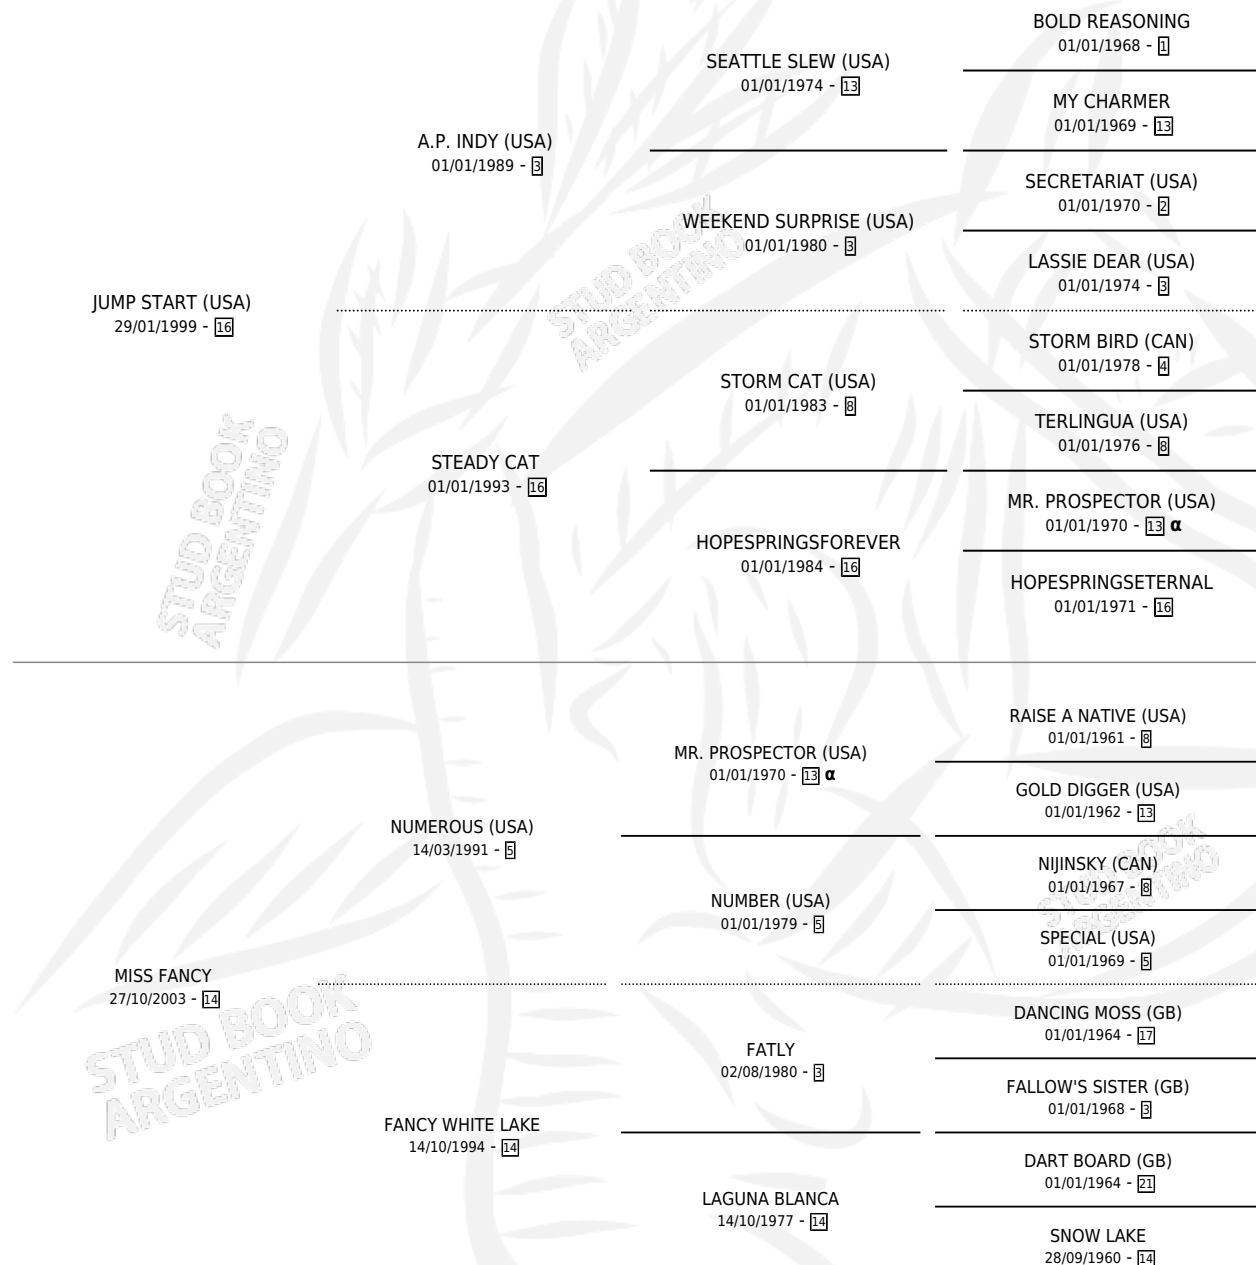 BOLD REASONING
01/01/1968 - 1
SEATTLE SLEW (USA)
01/01/1974 - 13
MY CHARMER
01/01/1969 - 13
A.P. INDY (USA)
01/01/1989 - 3
SECRETARIAT (USA)
01/01/1970 - 2
WEEKEND SURPRISE (USA)
01/01/1980 - 3
LASSIE DEAR (USA)
01/01/1974 - 3
JUMP START (USA)
29/01/1999 - 16
STORM BIRD (CAN)
01/01/1978 - 4
STORM CAT (USA)
01/01/1983 - 8
TERLINGUA (USA)
01/01/1976 - 8
STEADY CAT
01/01/1993 - 16
MR. PROSPECTOR (USA)
01/01/1970 - 13 α
HOPESPRINGSFOREVER
01/01/1984 - 16
HOPESPRINGSETERNAL
01/01/1971 - 16
RAISE A NATIVE (USA)
01/01/1961 - 8
MR. PROSPECTOR (USA)
01/01/1970 - 13 α
GOLD DIGGER (USA)
01/01/1962 - 13
NUMEROUS (USA)
14/03/1991 - 5
NIJINSKY (CAN)
01/01/1967 - 8
NUMBER (USA)
01/01/1979 - 5
SPECIAL (USA)
01/01/1969 - 5
MISS FANCY
27/10/2003 - 14
DANCING MOSS (GB)
01/01/1964 - 17
FATLY
02/08/1980 - 3
FALLOW'S SISTER (GB)
01/01/1968 - 3
FANCY WHITE LAKE
14/10/1994 - 14
DART BOARD (GB)
01/01/1964 - 21
LAGUNA BLANCA
14/10/1977 - 14
SNOW LAKE
28/09/1960 - 14
STUD BOOK
ARGENTINO
STUD BOOK
ARGENTINO
STUD BOOK
ARGENTINO
STUD BOOK
ARGENTINO